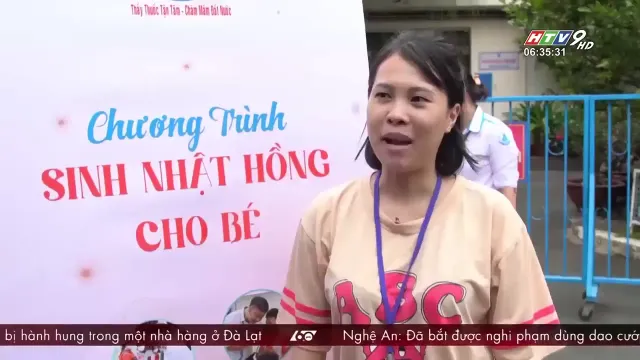 Thầy Thuốc Tận Tâm - Chăm Mầm Đất Nước
HTV9 HD
06:35:31
Chương Trình
SINH NHẬT HỒNG
CHO BÉ
ABC
bị hành hung trong một nhà hàng ở Đà Lạt
60
Nghệ An: Đã bắt được nghi phạm dùng dao cướ